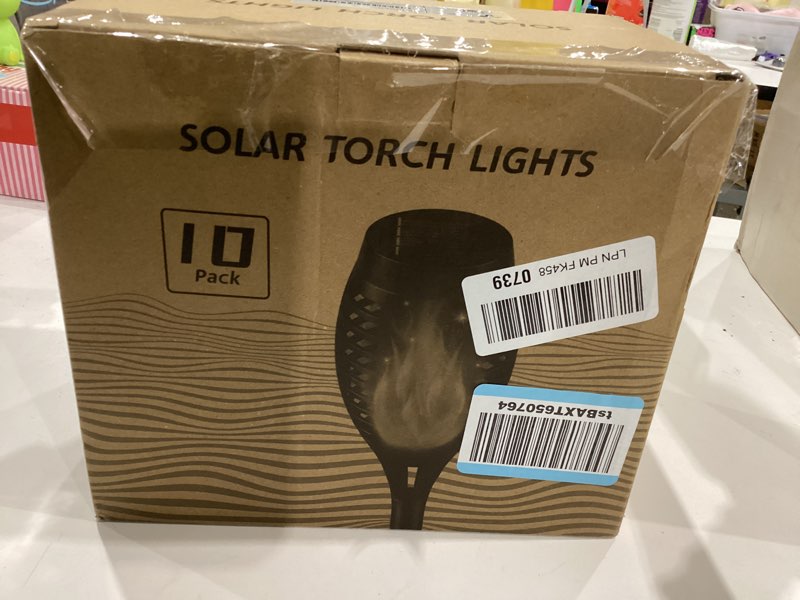 SOLAR TORCH LIGHTS
10
Pack
LPN PM FK458 0739
tsBAXT650764